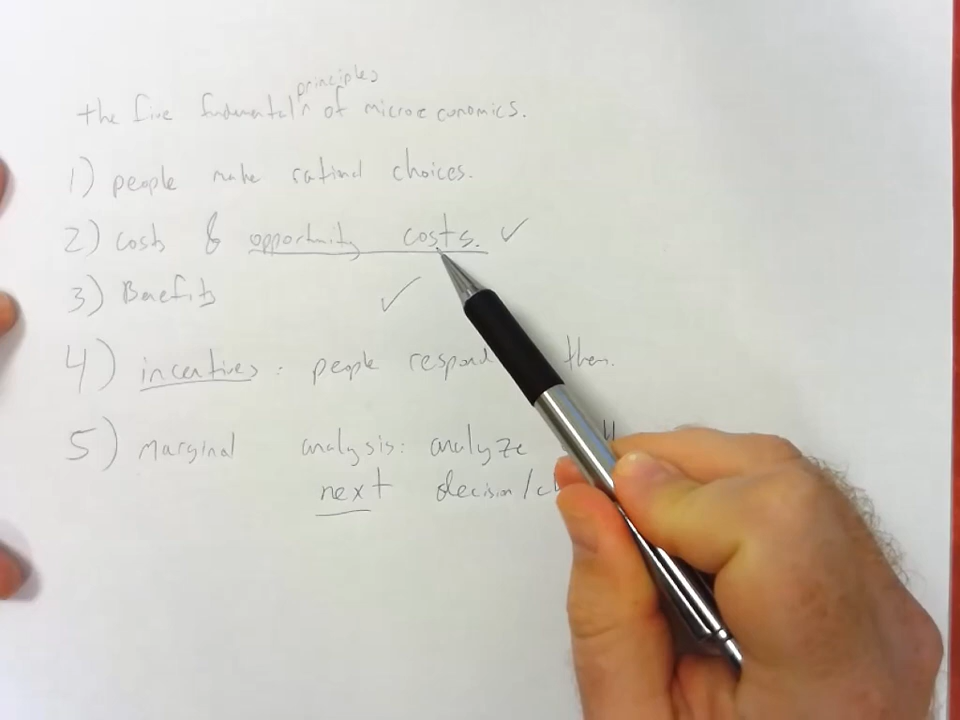 principles
the five fundamental ^ of microeconomics.
1) people make rational choices.
2) costs & opportunity costs. ✓
3) Benefits ✓
4) incentives: people respond them.
5) Marginal analysis: analyze
next decision/ch